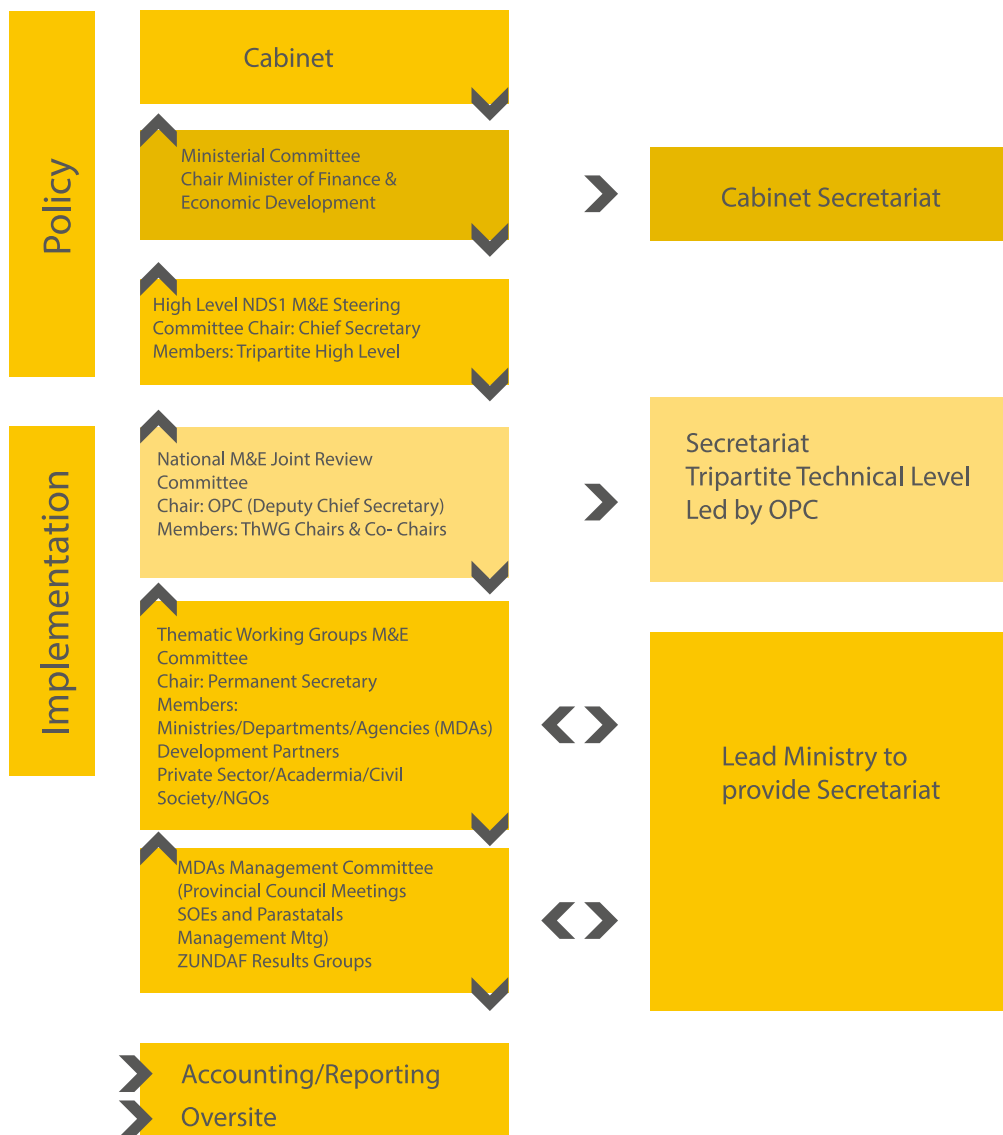 Policy
Cabinet
Ministerial Committee
Chair Minister of Finance &
Economic Development
Cabinet Secretariat
High Level NDS1 M&E Steering
Committee Chair: Chief Secretary
Members: Tripartite High Level
Implementation
National M&E Joint Review
Committee
Chair: OPC (Deputy Chief Secretary)
Members: ThWG Chairs & Co- Chairs
Secretariat
Tripartite Technical Level
Led by OPC
Thematic Working Groups M&E
Committee
Chair: Permanent Secretary
Members:
Ministries/Departments/Agencies (MDAs)
Development Partners
Private Sector/Acadermia/Civil
Society/NGOs
Lead Ministry to
provide Secretariat
MDAs Management Committee
(Provincial Council Meetings
SOEs and Parastatals
Management Mtg)
ZUNDAF Results Groups
Accounting/Reporting
Oversite